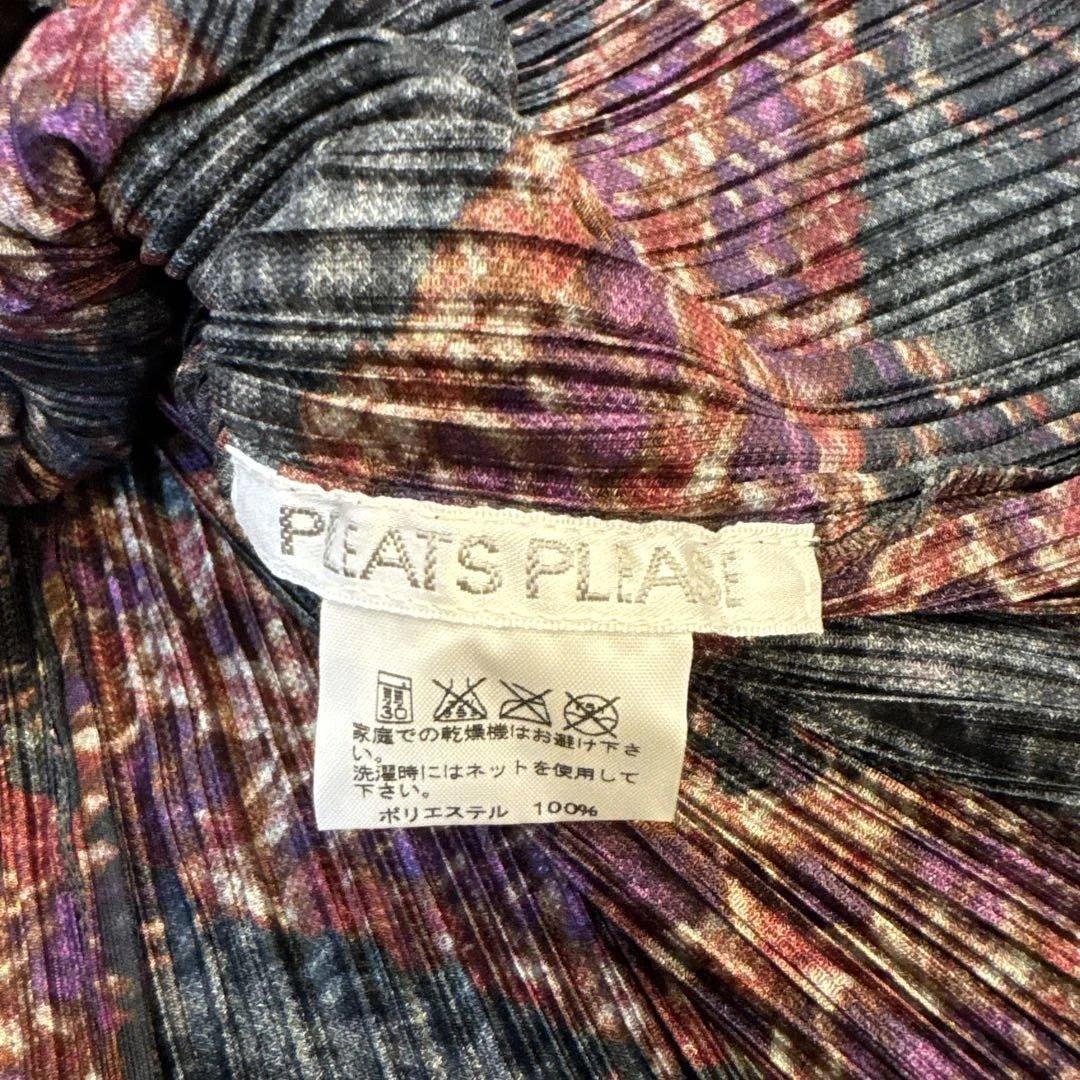 PLEATS PLEASE
弱
30
家庭での乾燥機はお避け下さ
い。
洗濯時にはネットを使用して
下さい。
ポリエステル 100%